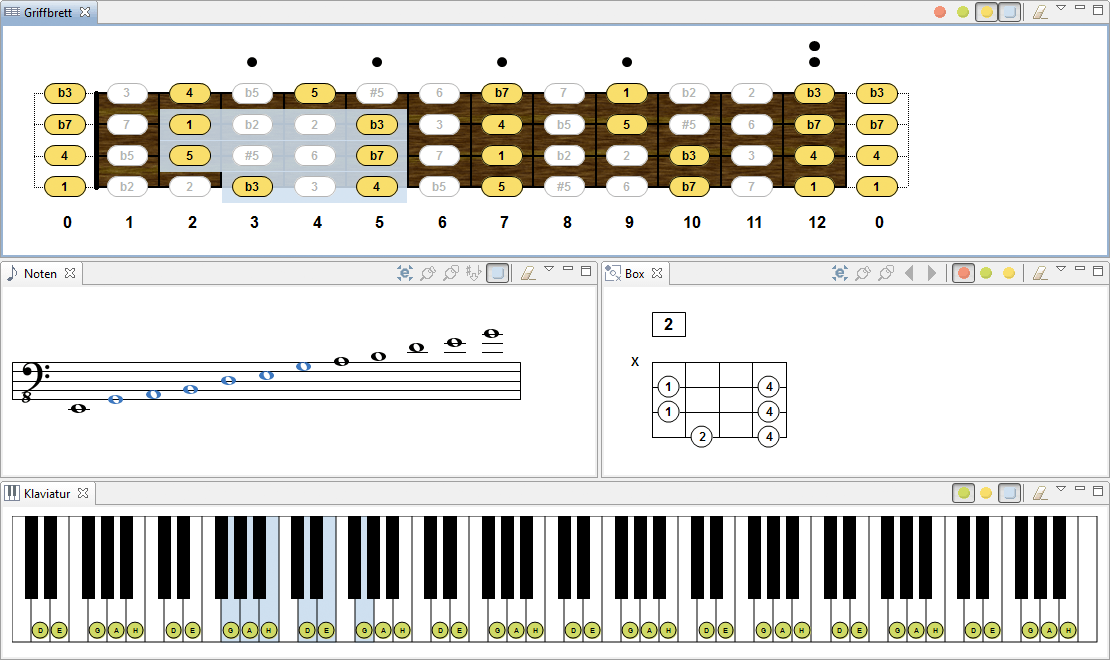 Griffbrett
b3 3 4 b5 5 #5 6 b7 7 1 b2 2 b3 b3
b7 7 1 b2 2 b3 3 4 b5 5 #5 6 b7 b7
4 b5 5 #5 6 b7 7 1 b2 2 b3 3 4 4
1 b2 2 b3 3 4 b5 5 #5 6 b7 7 1 1
0 1 2 3 4 5 6 7 8 9 10 11 12 0
Noten
8
Box
2
X
1 4
1 4
2 4
Klaviatur
D E G A H D E G A H D E G A H D E G A H D E G A H D E G A H D E G A H D E G A H